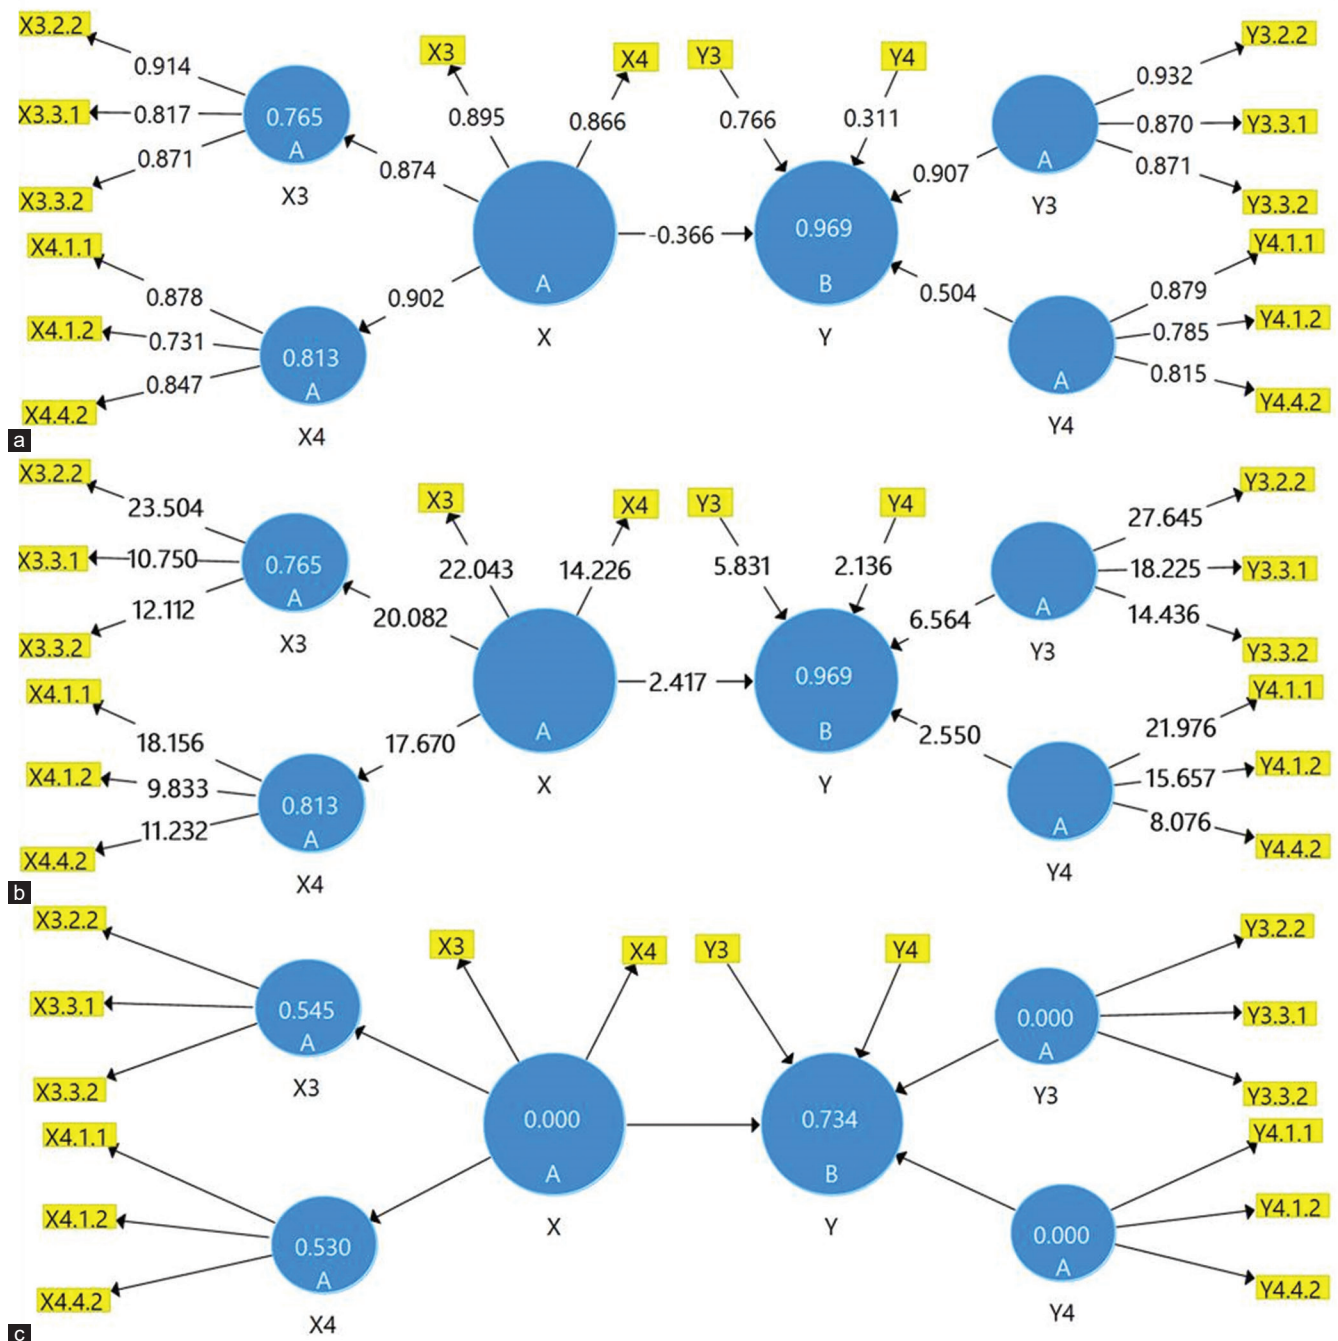 X3.2.2
0.914
X3.3.1
0.817
0.871
X3.3.2
0.765
A
X3
X3
X4
0.895
0.866
0.874
Y3
Y4
0.766
0.311
0.907
A
Y3
Y3.2.2
0.932
0.870
Y3.3.1
0.871
Y3.3.2
X4.1.1
0.878
X4.1.2
0.731
0.847
X4.4.2
0.813
A
X4
0.902
A
X
-0.366
0.969
B
Y
0.504
A
Y4
Y4.1.1
0.879
0.785
Y4.1.2
0.815
Y4.4.2
a
X3.2.2
23.504
X3.3.1
10.750
12.112
X3.3.2
0.765
A
X3
X3
X4
22.043
14.226
20.082
Y3
Y4
5.831
2.136
6.564
A
Y3
Y3.2.2
27.645
18.225
Y3.3.1
14.436
Y3.3.2
X4.1.1
18.156
X4.1.2
9.833
11.232
X4.4.2
0.813
A
X4
17.670
A
X
2.417
0.969
B
Y
2.550
A
Y4
Y4.1.1
21.976
15.657
Y4.1.2
8.076
Y4.4.2
b
X3.2.2
X3.3.1
X3.3.2
0.545
A
X3
X3
X4
Y3
Y4
0.000
A
Y3
Y3.2.2
Y3.3.1
Y3.3.2
X4.1.1
X4.1.2
X4.4.2
0.530
A
X4
0.000
A
X
0.734
B
Y
0.000
A
Y4
Y4.1.1
Y4.1.2
Y4.4.2
c